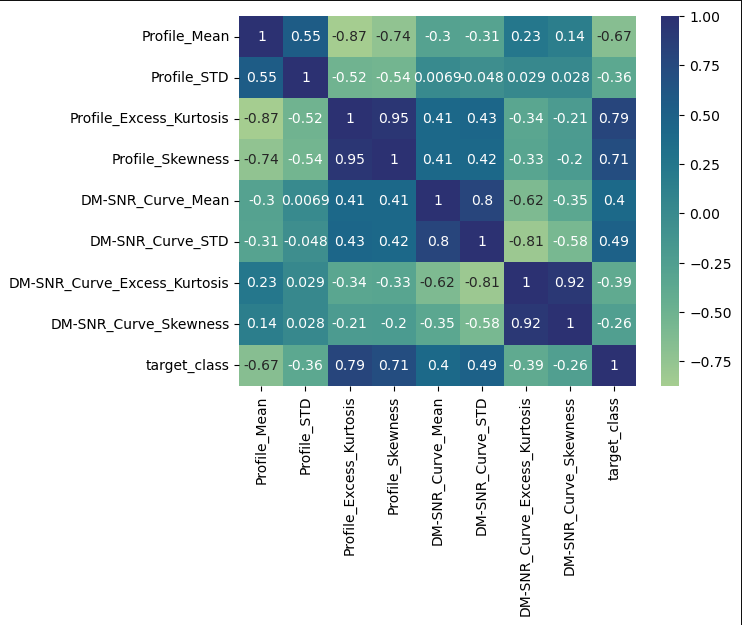 Profile_Mean 1 0.55 -0.87 -0.74 -0.3 -0.31 0.23 0.14 -0.67
Profile_STD 0.55 1 -0.52 -0.54 0.0069 -0.048 0.029 0.028 -0.36
Profile_Excess_Kurtosis -0.87 -0.52 1 0.95 0.41 0.43 -0.34 -0.21 0.79
Profile_Skewness -0.74 -0.54 0.95 1 0.41 0.42 -0.33 -0.2 0.71
DM-SNR_Curve_Mean -0.3 0.0069 0.41 0.41 1 0.8 -0.62 -0.35 0.4
DM-SNR_Curve_STD -0.31 -0.048 0.43 0.42 0.8 1 -0.81 -0.58 0.49
DM-SNR_Curve_Excess_Kurtosis 0.23 0.029 -0.34 -0.33 -0.62 -0.81 1 0.92 -0.39
DM-SNR_Curve_Skewness 0.14 0.028 -0.21 -0.2 -0.35 -0.58 0.92 1 -0.26
target_class -0.67 -0.36 0.79 0.71 0.4 0.49 -0.39 -0.26 1
Profile_Mean
Profile_STD
Profile_Excess_Kurtosis
Profile_Skewness
DM-SNR_Curve_Mean
DM-SNR_Curve_STD
DM-SNR_Curve_Excess_Kurtosis
DM-SNR_Curve_Skewness
target_class
1.00
0.75
0.50
0.25
0.00
−0.25
−0.50
−0.75